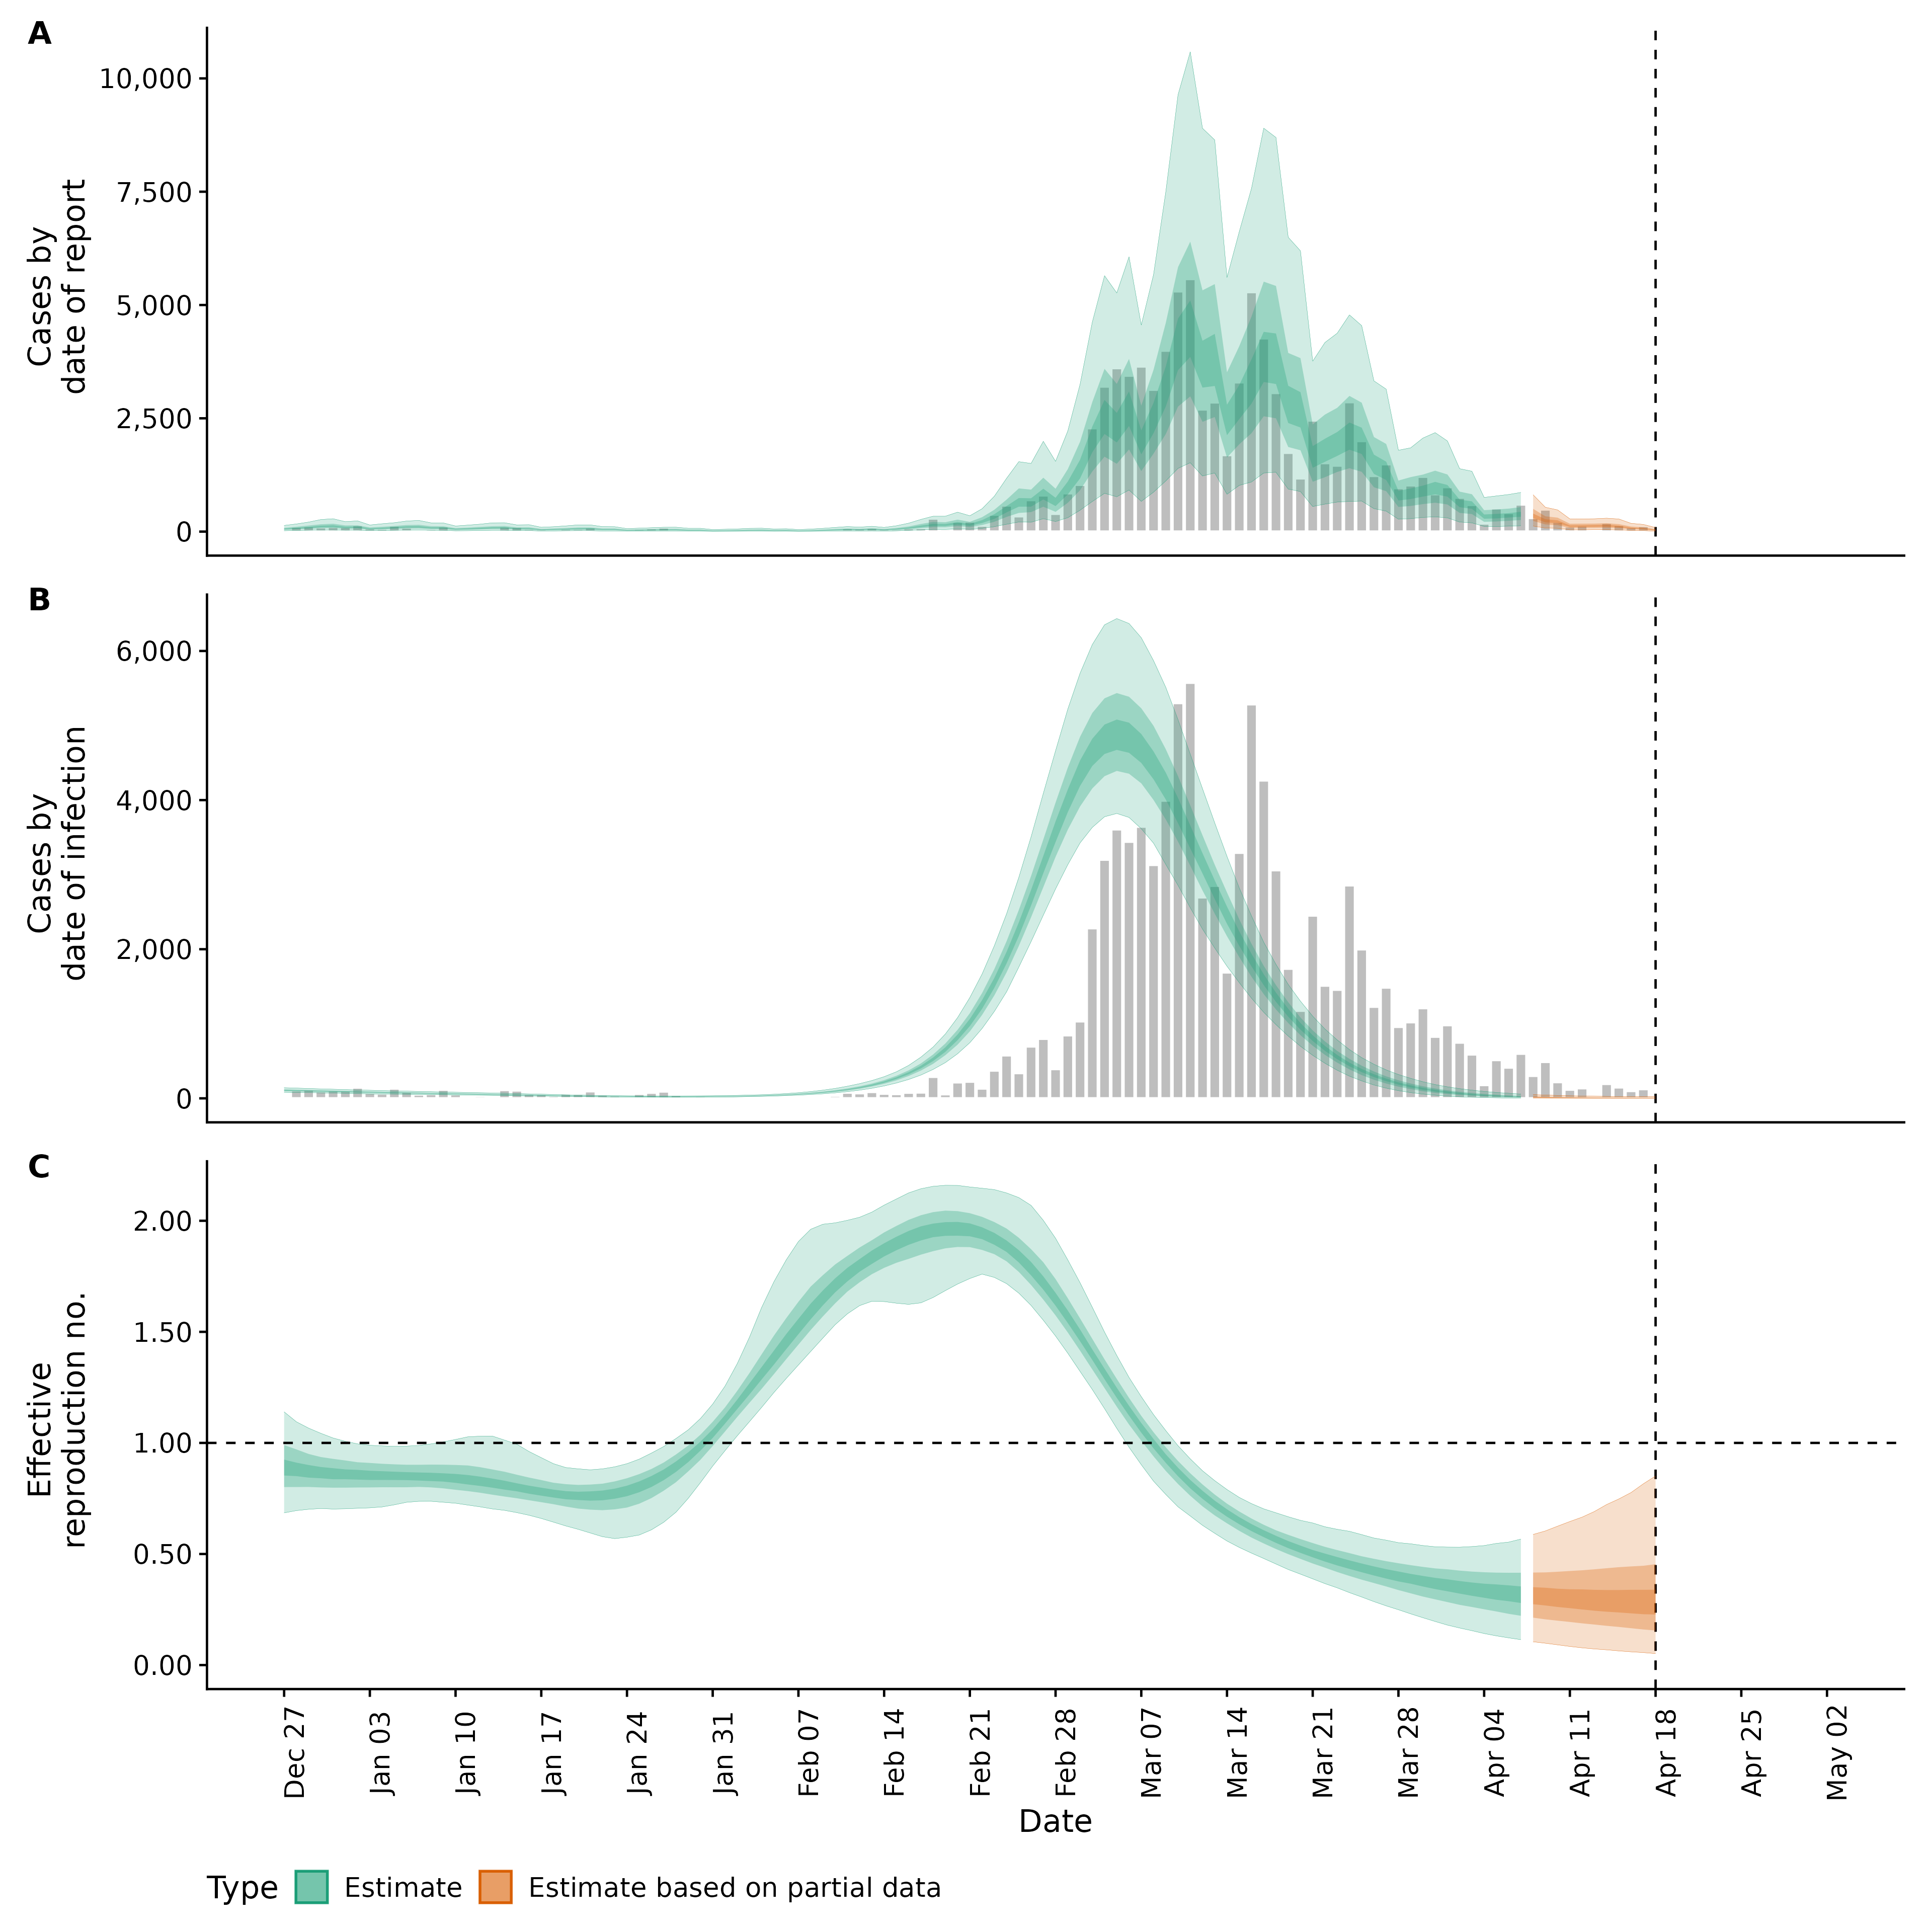 A
Cases by
date of report
10,000
7,500
5,000
2,500
0
B
Cases by
date of infection
6,000
4,000
2,000
0
C
Effective
reproduction no.
2.00
1.50
1.00
0.50
0.00
Dec 27
Jan 03
Jan 10
Jan 17
Jan 24
Jan 31
Feb 07
Feb 14
Feb 21
Feb 28
Mar 07
Mar 14
Mar 21
Mar 28
Apr 04
Apr 11
Apr 18
Apr 25
May 02
Date
Type Estimate Estimate based on partial data